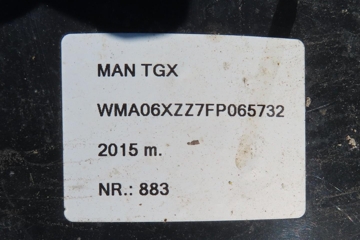 MAN TGX
WMA06XZZ7FP065732
2015 m.
NR.: 883